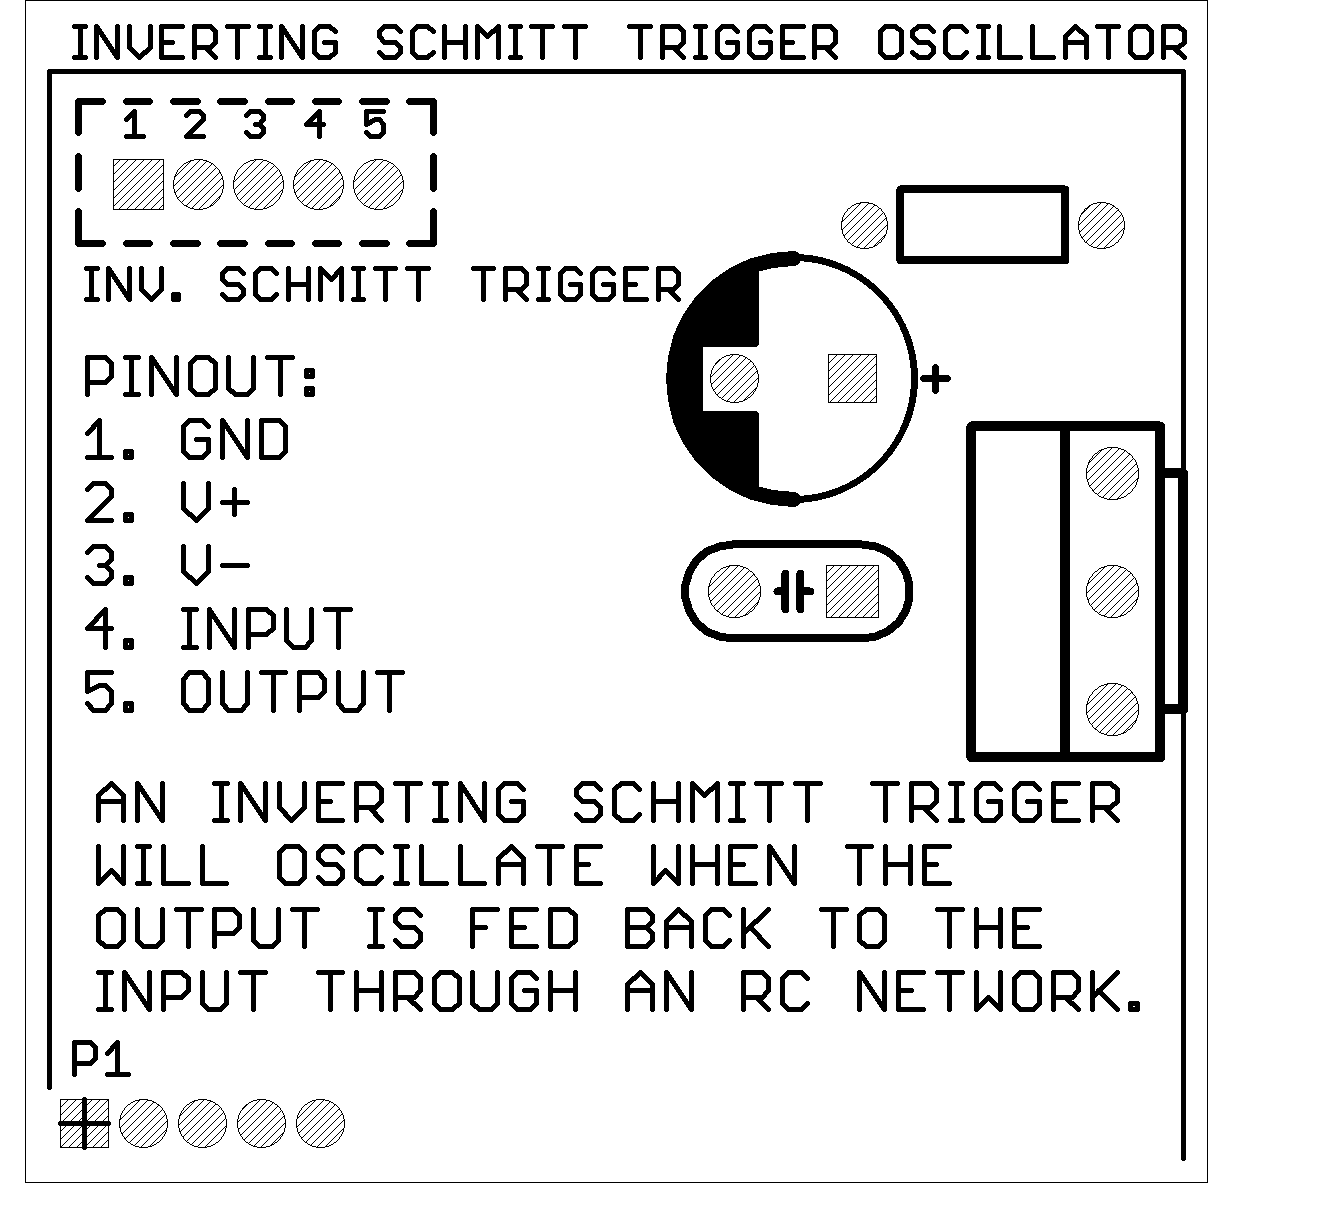 INVERTING SCHMITT TRIGGER OSCILLATOR
1 2 3 4 5
INV. SCHMITT TRIGGER
+
PINOUT:
1. GND
2. V+
3. V-
4. INPUT
5. OUTPUT
AN INVERTING SCHMITT TRIGGER
WILL OSCILLATE WHEN THE
OUTPUT IS FED BACK TO THE
INPUT THROUGH AN RC NETWORK.
P1